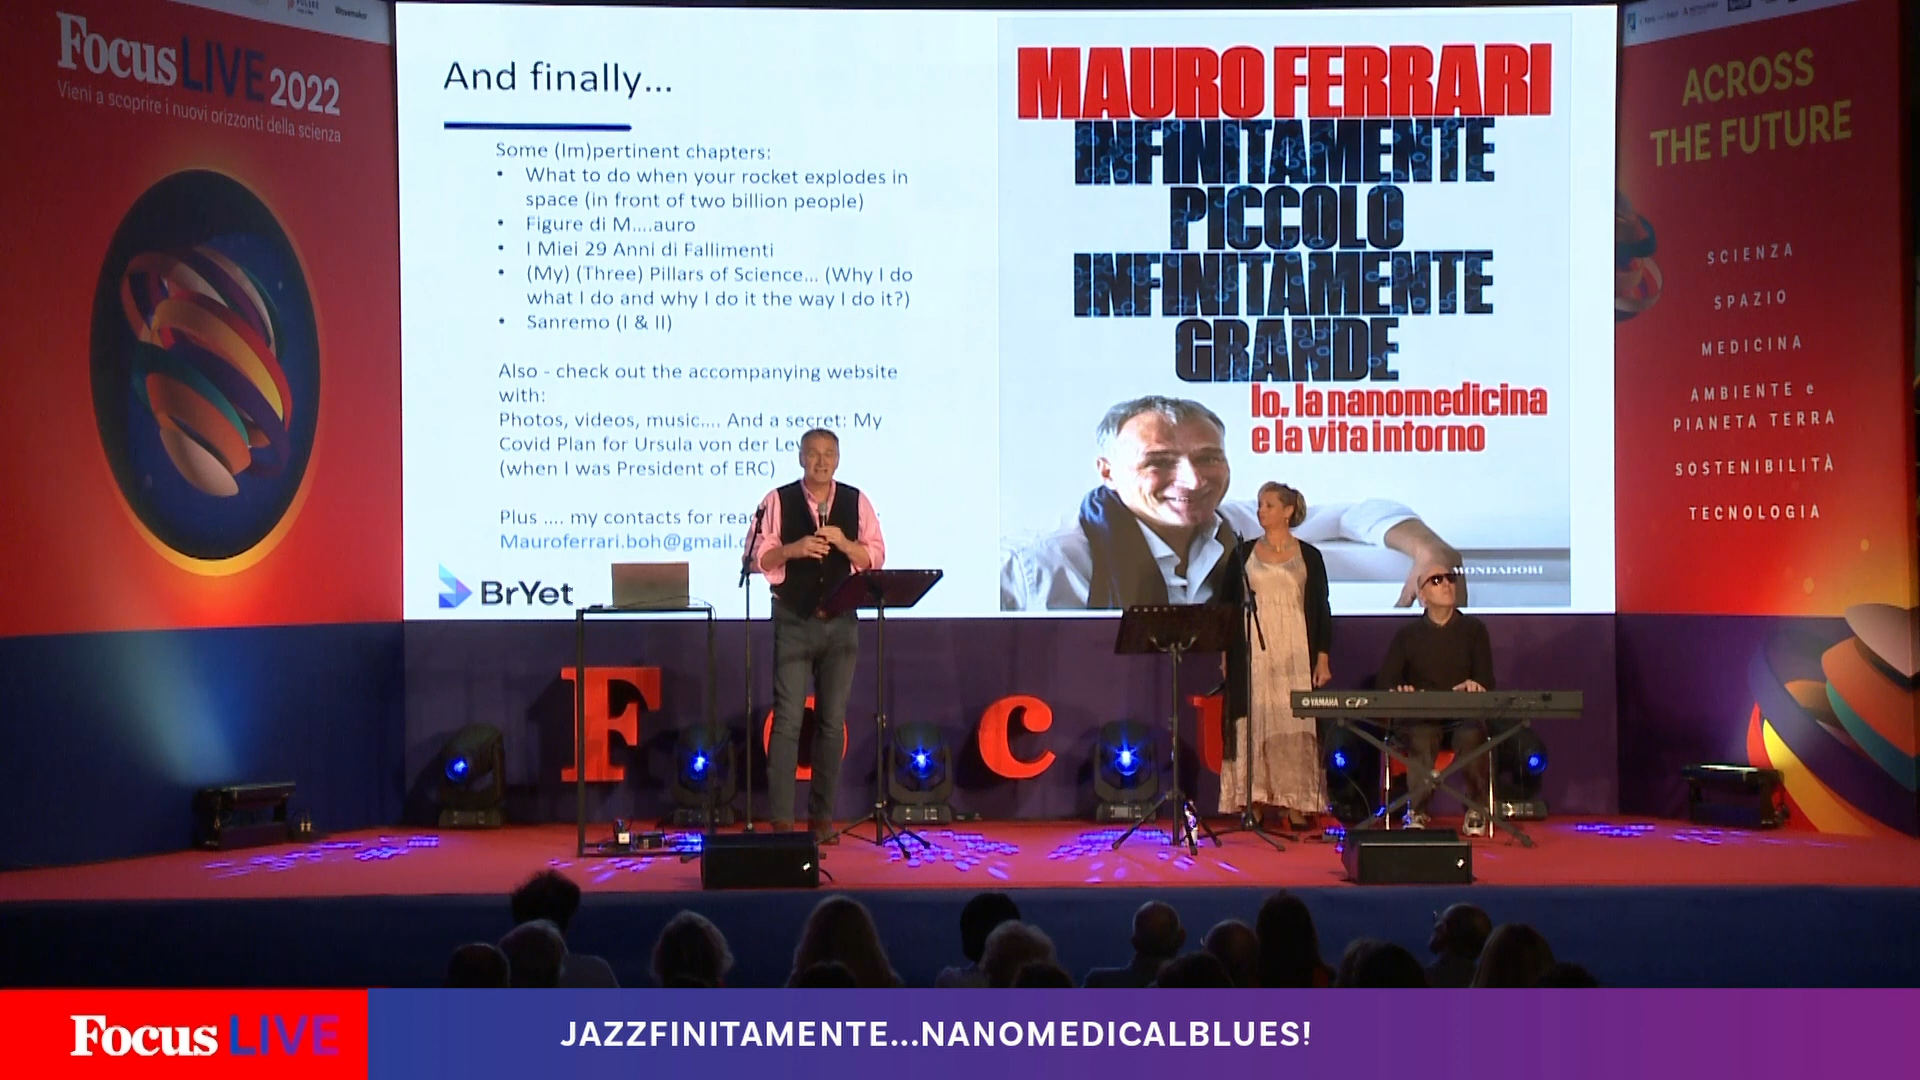 Focus LIVE 2022
Vieni a scoprire i nuovi orizzonti della scienza
And finally...
Some (Im)pertinent chapters:
• What to do when your rocket explodes in
space (in front of two billion people)
• Figure di M....auro
• I Miei 29 Anni di Fallimenti
• (My) (Three) Pillars of Science... (Why I do
what I do and why I do it the way I do it?)
• Sanremo (I & II)
Also - check out the accompanying website
with:
Photos, videos, music.... And a secret: My
Covid Plan for Ursula von der
(when I was President of ERC)
Plus .... my contacts for
Mauroferrari.boh@gmail.
BrYet
MAURO FERRARI
INFINITAMENTE
PICCOLO
INFINITAMENTE
GRANDE
Io, la nanomedicina
e la vita intorno
MONDADORI
ACROSS
THE FUTURE
SCIENZA
SPAZIO
MEDICINA
AMBIENTE e
PIANETA TERRA
SOSTENIBILITÀ
TECNOLOGIA
F o c u
YAMAHA CP
Focus LIVE
JAZZFINITAMENTE...NANOMEDICALBLUES!